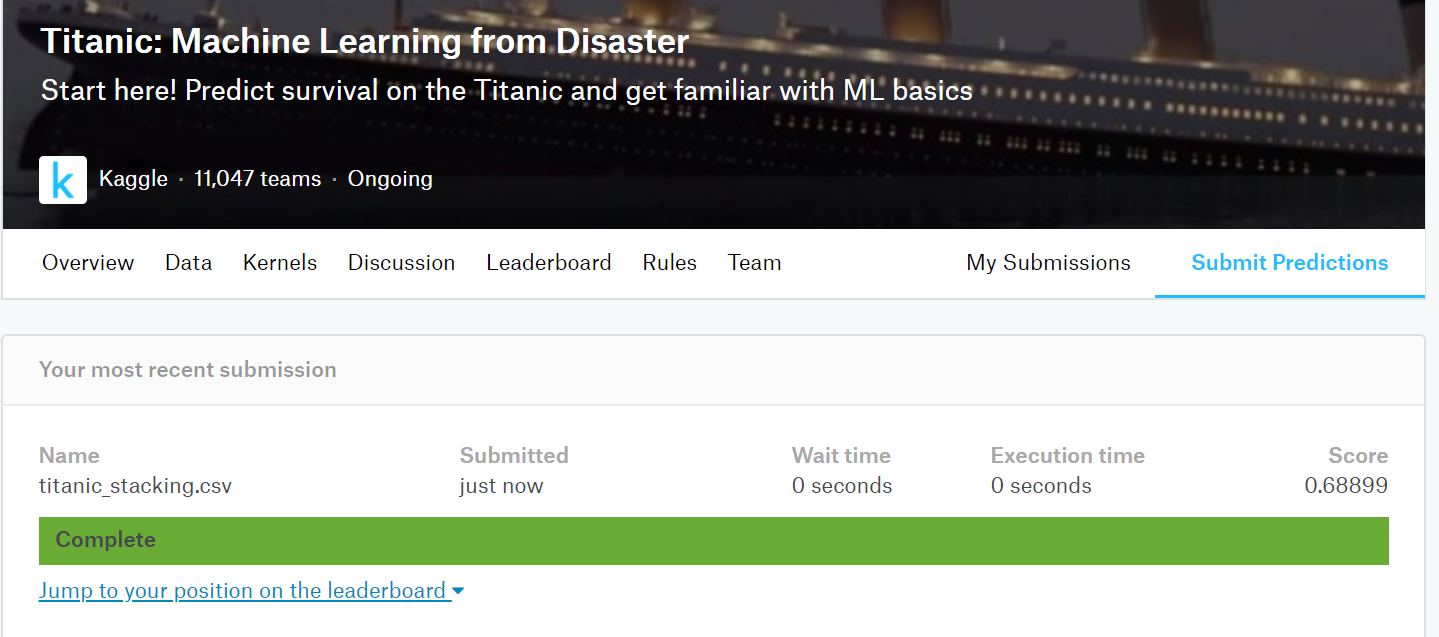 Titanic: Machine Learning from Disaster
Start here! Predict survival on the Titanic and get familiar with ML basics
k
Kaggle · 11,047 teams · Ongoing
Overview Data Kernels Discussion Leaderboard Rules Team My Submissions Submit Predictions
Your most recent submission
Name Submitted Wait time Execution time Score
titanic_stacking.csv just now 0 seconds 0 seconds 0.68899
Complete
Jump to your position on the leaderboard